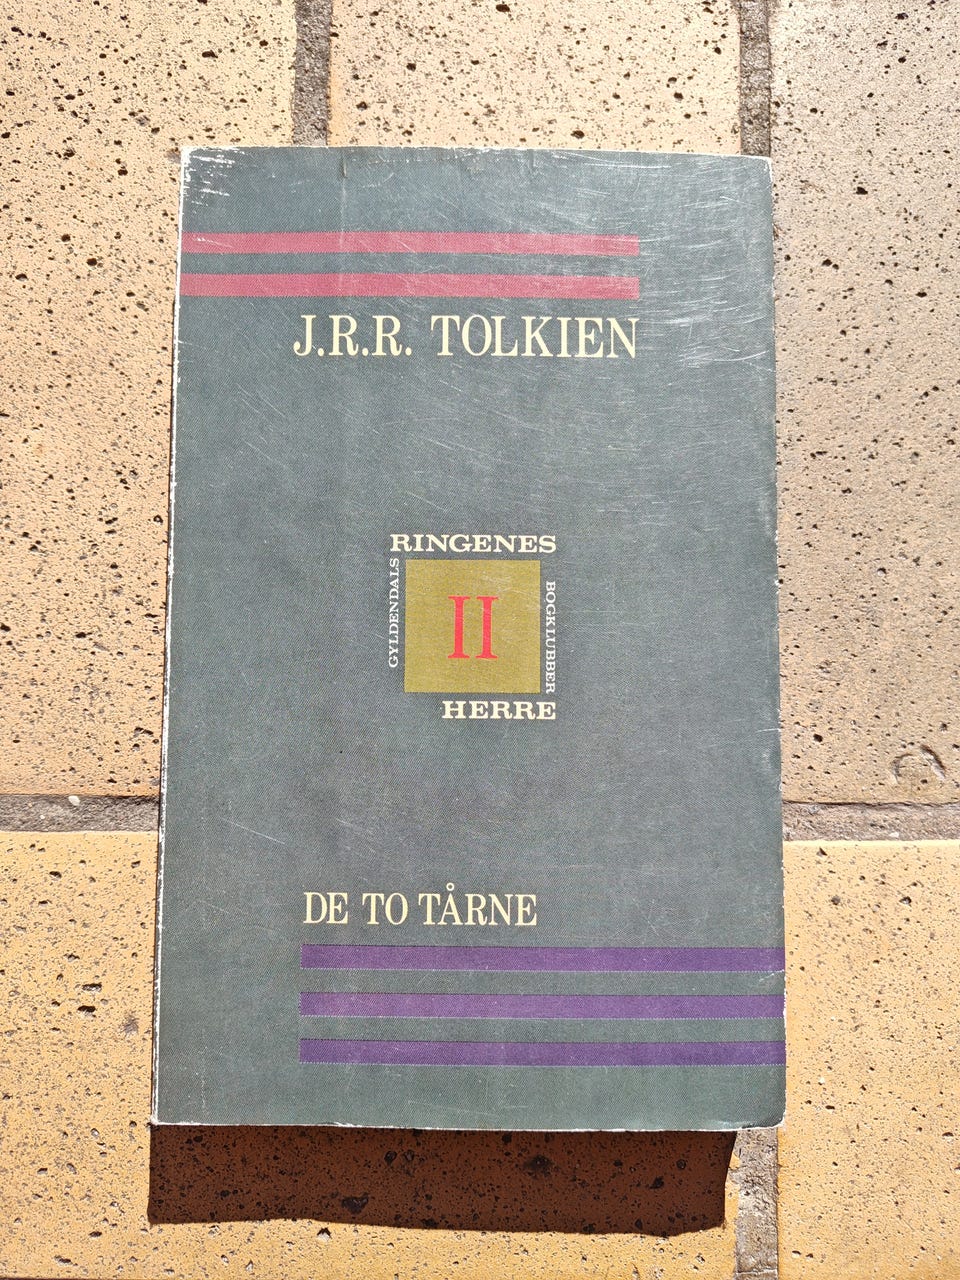 J.R.R. TOLKIEN
RINGENES
GYLDENDALS
II
BOGKLUBBER
HERRE
DE TO TÅRNE